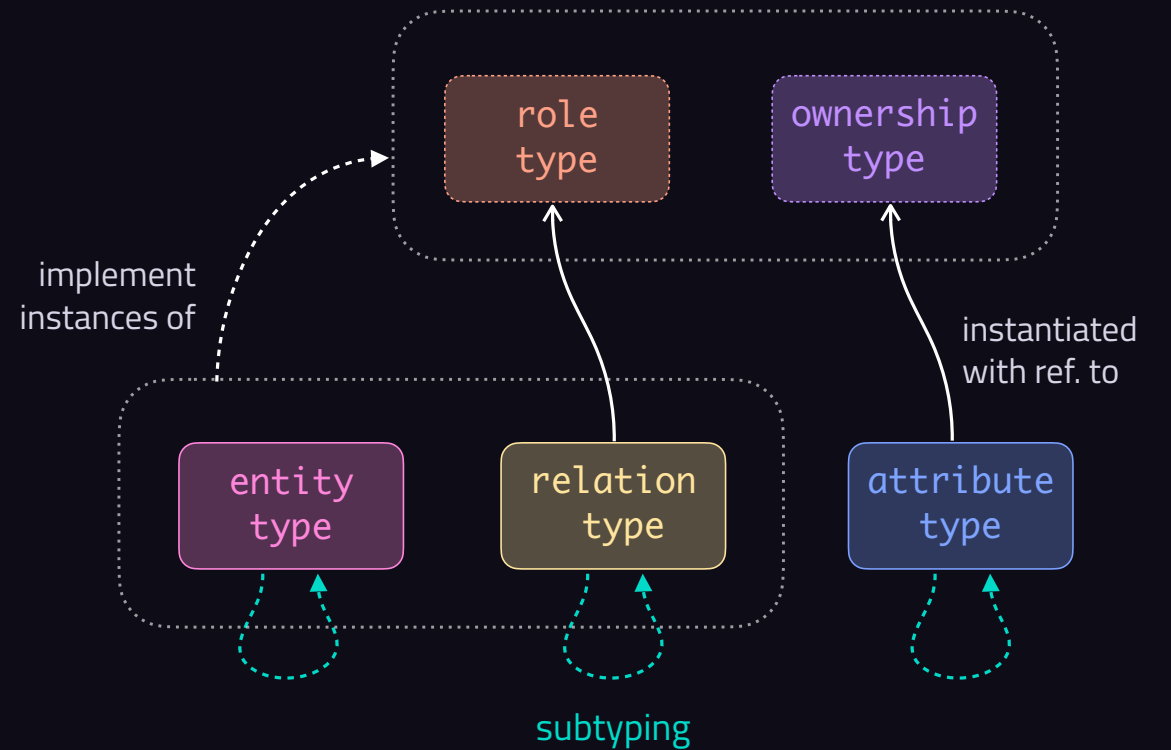 role
type
ownership
type
implement
instances of
instantiated
with ref. to
entity
type
relation
type
attribute
type
subtyping